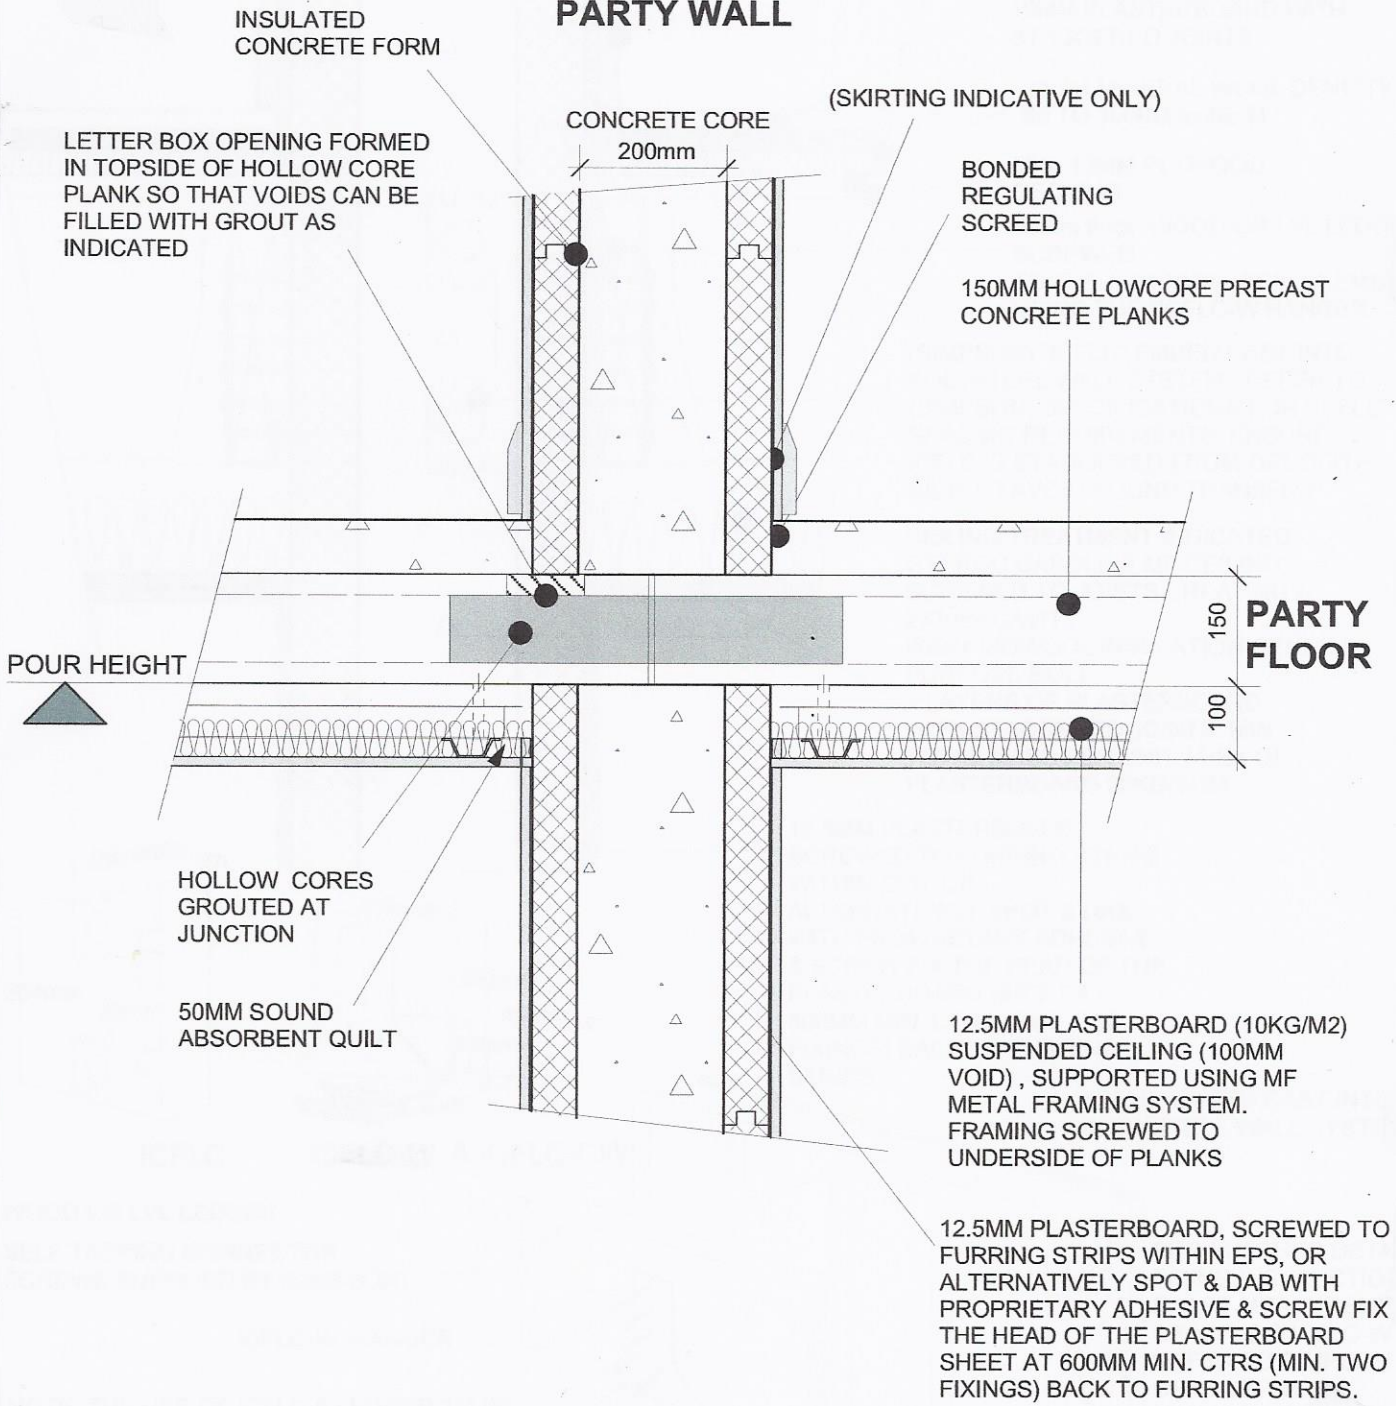 PARTY WALL
INSULATED
CONCRETE FORM
(SKIRTING INDICATIVE ONLY)
CONCRETE CORE
200mm
LETTER BOX OPENING FORMED
IN TOPSIDE OF HOLLOW CORE
PLANK SO THAT VOIDS CAN BE
FILLED WITH GROUT AS
INDICATED
BONDED
REGULATING
SCREED
150MM HOLLOWCORE PRECAST
CONCRETE PLANKS
150
PARTY
FLOOR
POUR HEIGHT
100
HOLLOW CORES
GROUTED AT
JUNCTION
50MM SOUND
ABSORBENT QUILT
12.5MM PLASTERBOARD (10KG/M2)
SUSPENDED CEILING (100MM
VOID) , SUPPORTED USING MF
METAL FRAMING SYSTEM.
FRAMING SCREWED TO
UNDERSIDE OF PLANKS
12.5MM PLASTERBOARD, SCREWED TO
FURRING STRIPS WITHIN EPS, OR
ALTERNATIVELY SPOT & DAB WITH
PROPRIETARY ADHESIVE & SCREW FIX
THE HEAD OF THE PLASTERBOARD
SHEET AT 600MM MIN. CTRS (MIN. TWO
FIXINGS) BACK TO FURRING STRIPS.